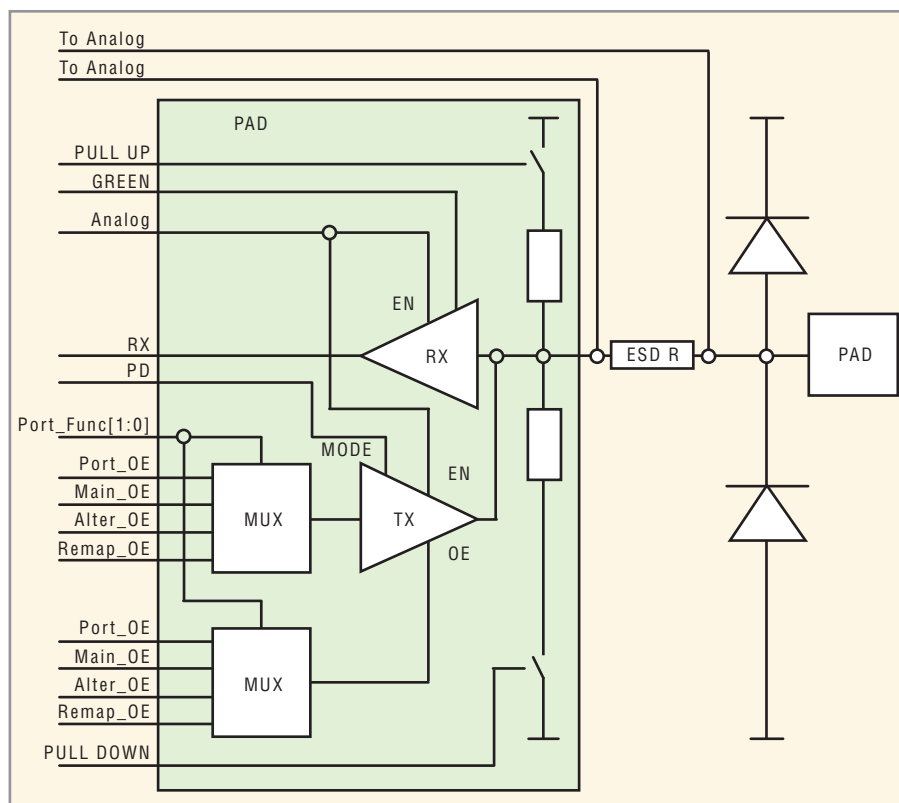 To Analog
To Analog
PAD
PULL UP
GREEN
Analog
EN
RX
RX
ESD R
PAD
PD
Port_Func[1:0]
MODE
Port_OE
EN
Main_OE
MUX
TX
Alter_OE
OE
Remap_OE
Port_OE
Main_OE
MUX
Alter_OE
Remap_OE
PULL DOWN